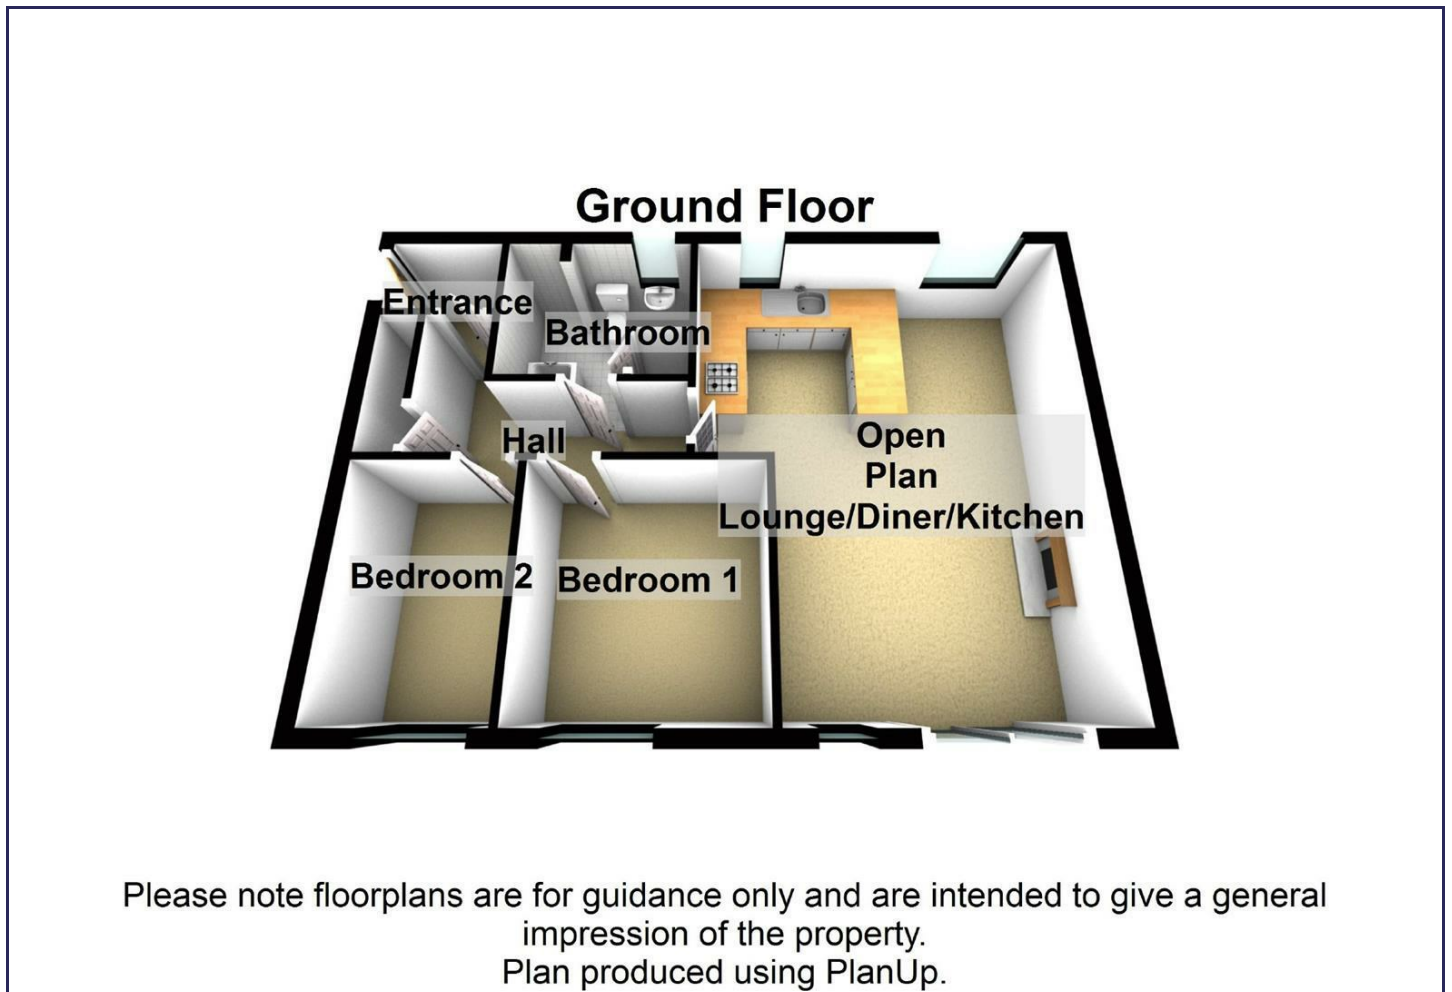 Ground Floor
Entrance
Bathroom
Hall
Open
Plan
Lounge/Diner/Kitchen
Bedroom 2
Bedroom 1
Please note floorplans are for guidance only and are intended to give a general
impression of the property.
Plan produced using PlanUp.